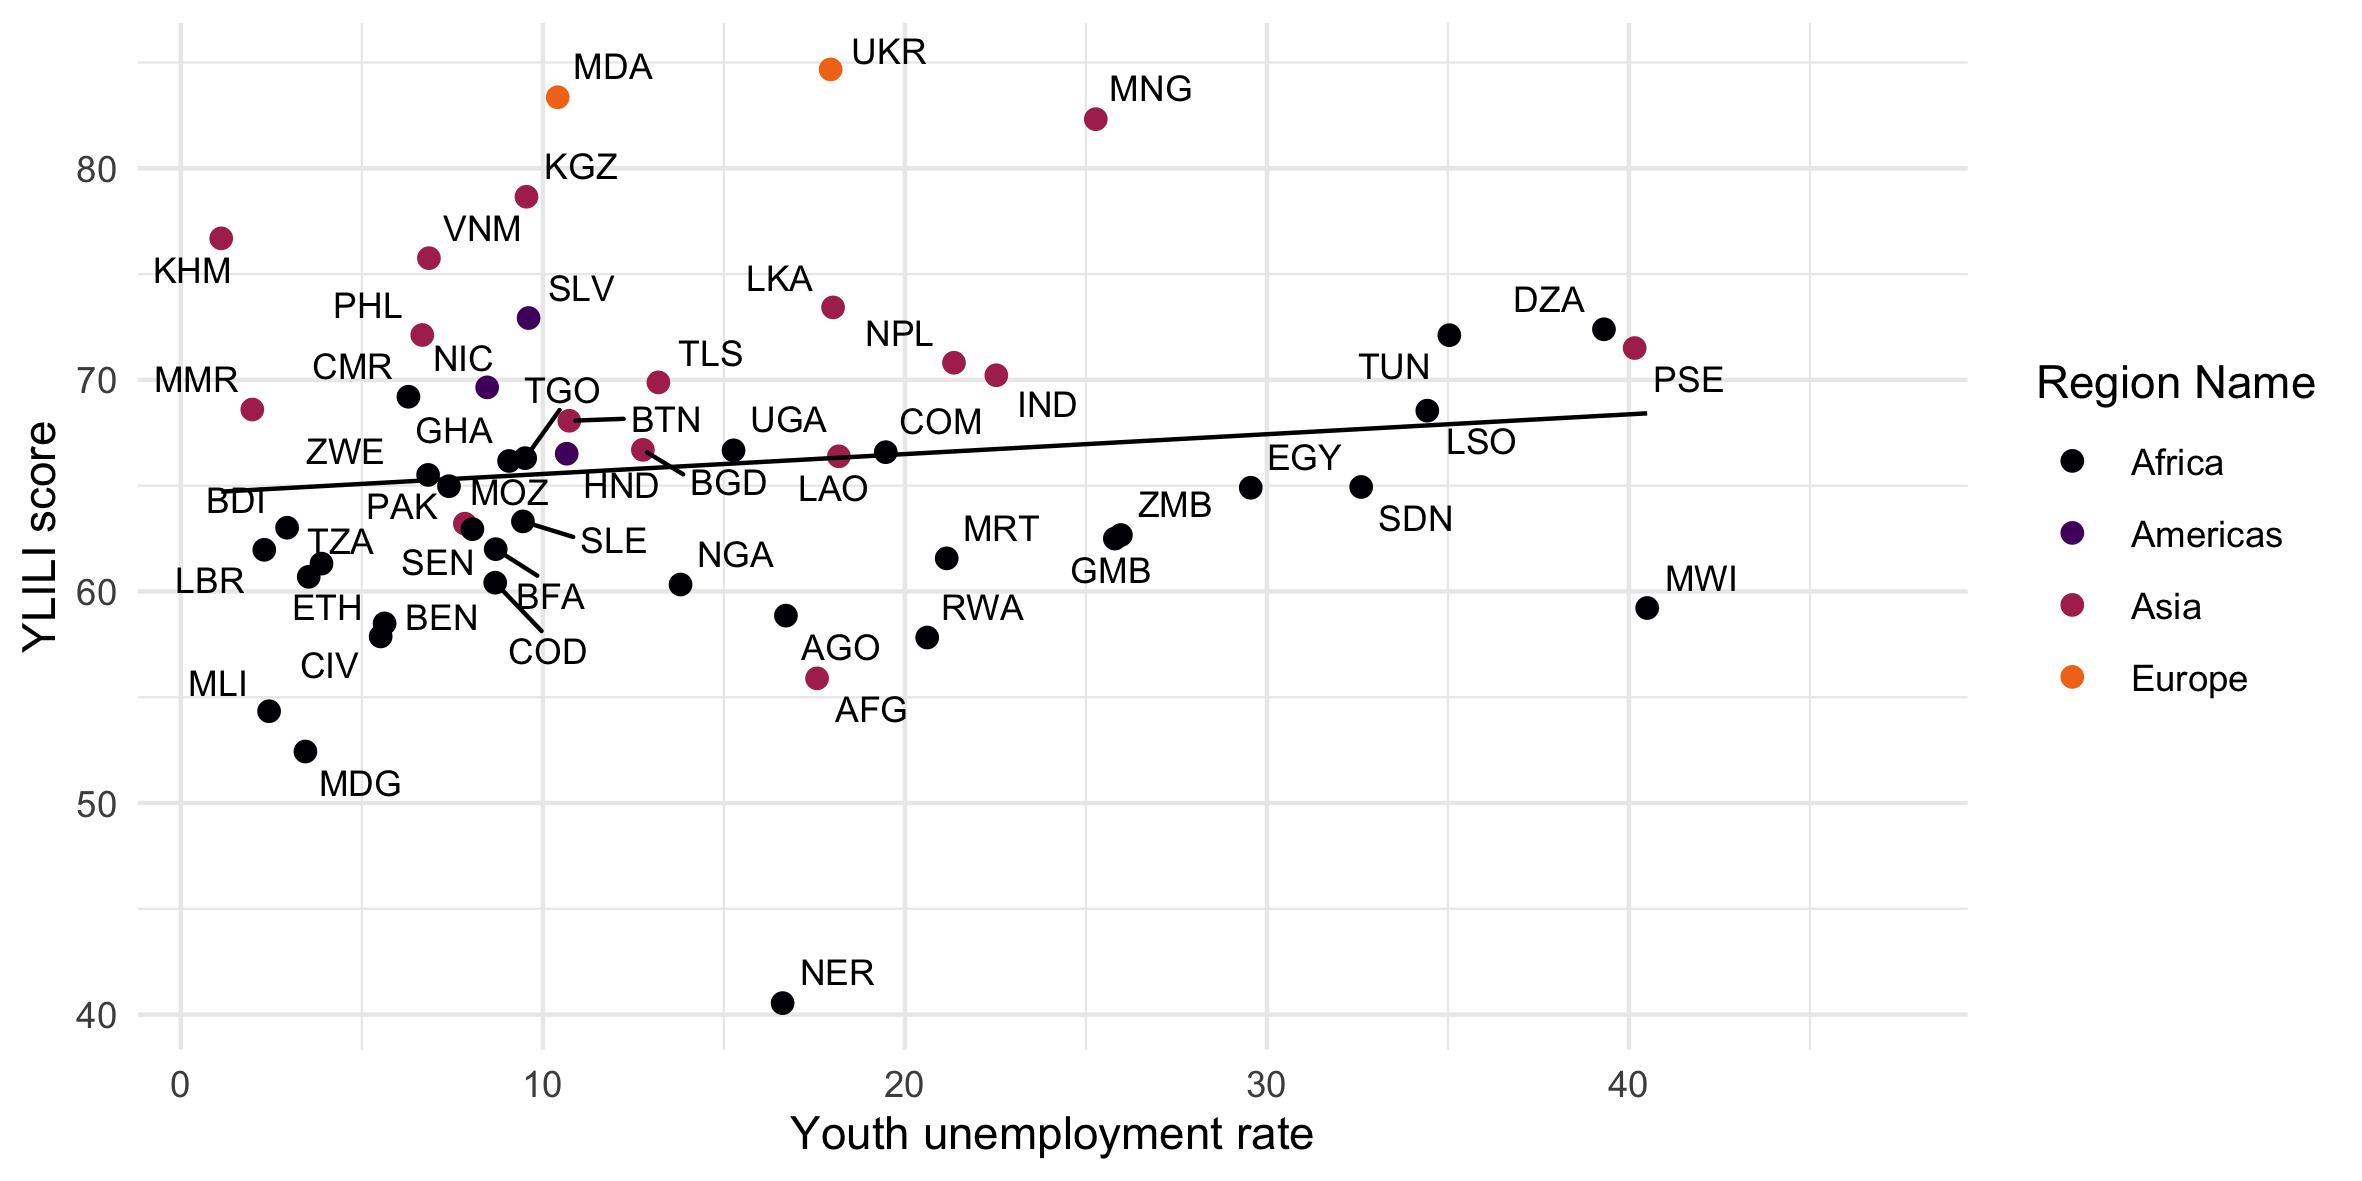 UKR
MDA
MNG
KGZ
VNM
KHM
SLV
LKA
PHL
DZA
NPL
TLS
NIC
CMR
TUN
MMR
PSE
TGO
IND
BTN
UGA
COM
GHA
LSO
ZWE
EGY
HND
BGD
LAO
MOZ
BDI
PAK
ZMB
SDN
MRT
TZA
SLE
NGA
SEN
GMB
LBR
MWI
BFA
ETH
BEN
RWA
AGO
COD
CIV
MLI
AFG
MDG
NER
80
70
60
50
40
0
10
20
30
40
Youth unemployment rate
YLILI score
Region Name
Africa
Americas
Asia
Europe